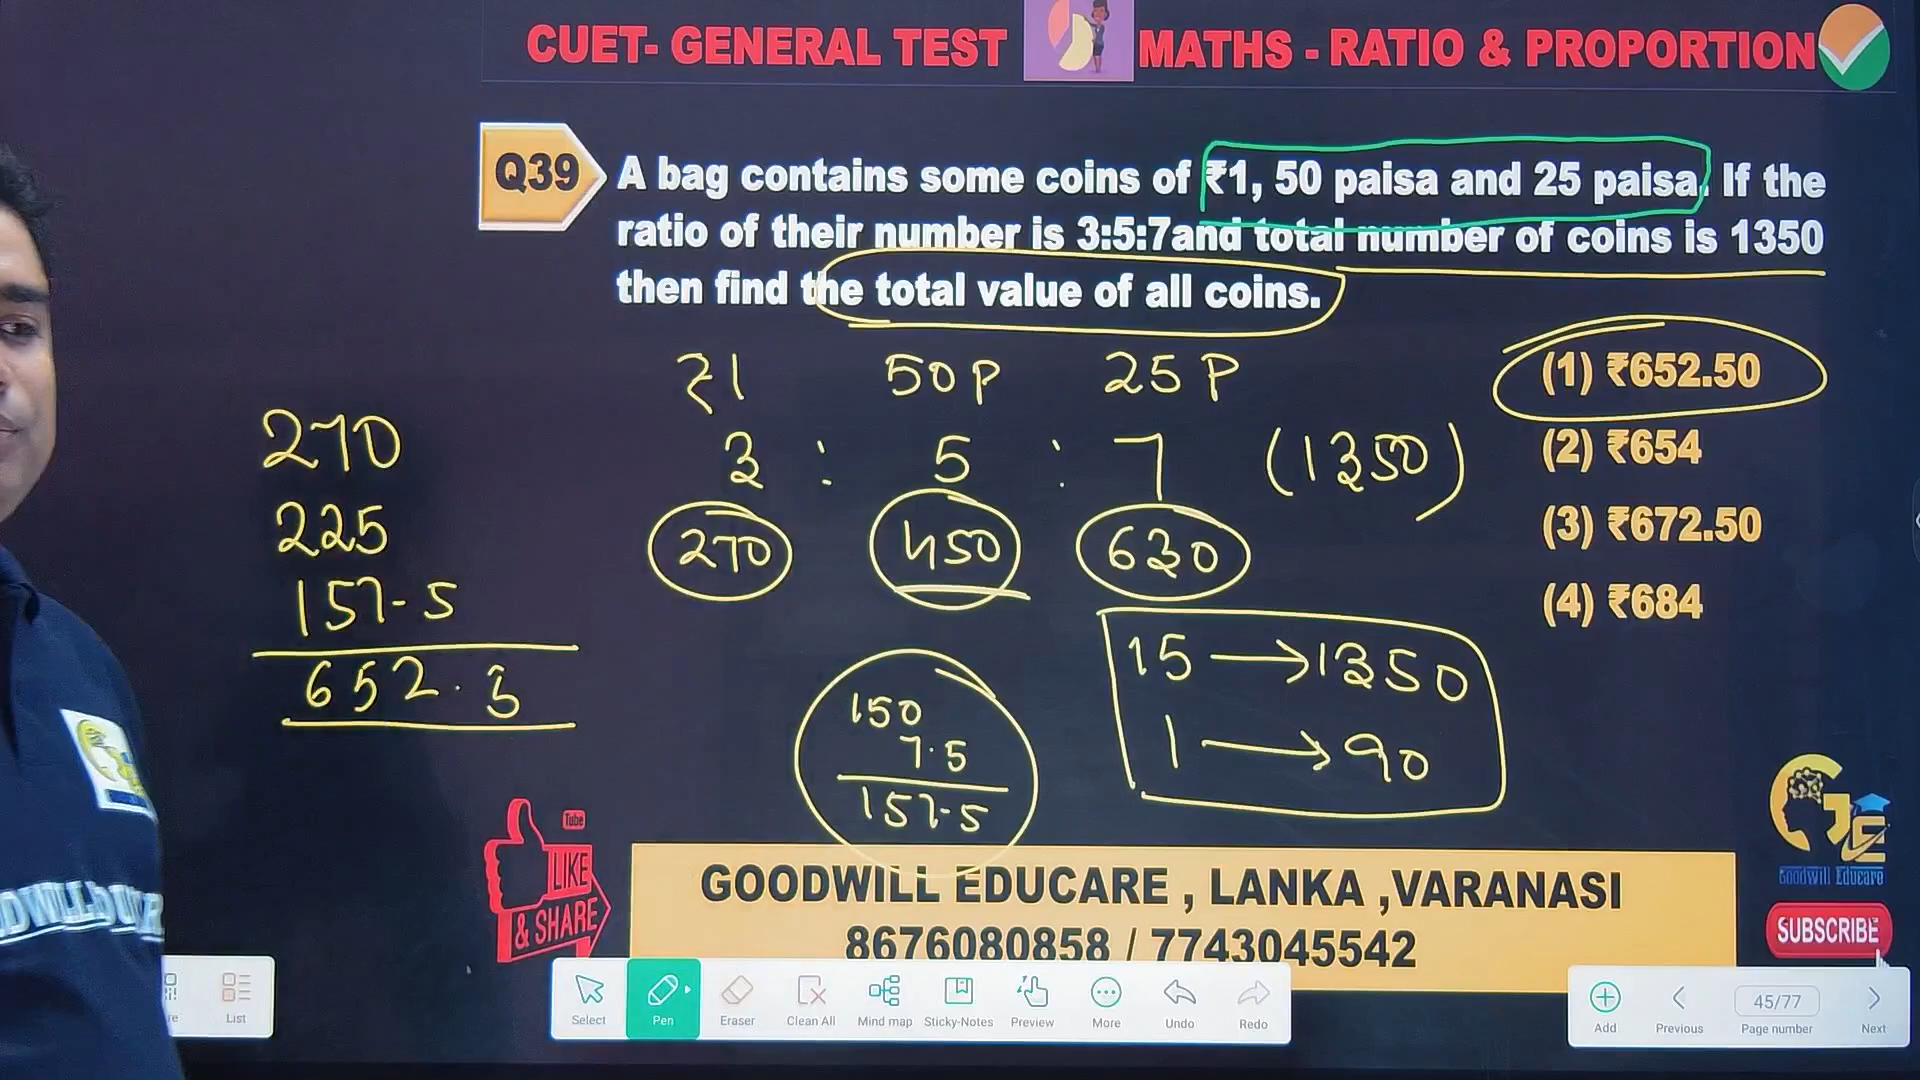 CUET- GENERAL TEST MATHS - RATIO & PROPORTION
Q39
A bag contains some coins of ₹1, 50 paisa and 25 paisa. If the
ratio of their number is 3:5:7and total number of coins is 1350
then find the total value of all coins.
(1) ₹652.50
(2) ₹654
(3) ₹672.50
(4) ₹684
₹1 50 P 25 P
3 : 5 : 7 (1350)
270 450 630
270
225
157-5
652.5
150
7.5
157-5
15 → 1350
1 → 90
Tube
LIKE
& SHARE
GOODWILL EDUCARE , LANKA ,VARANASI
8676080858 / 7743045542
Goodwill Educare
SUBSCRIBE
List
Select Pen Eraser Clean All Mind map Sticky-Notes Preview More Undo Redo
Add Previous 45/77 Page number Next